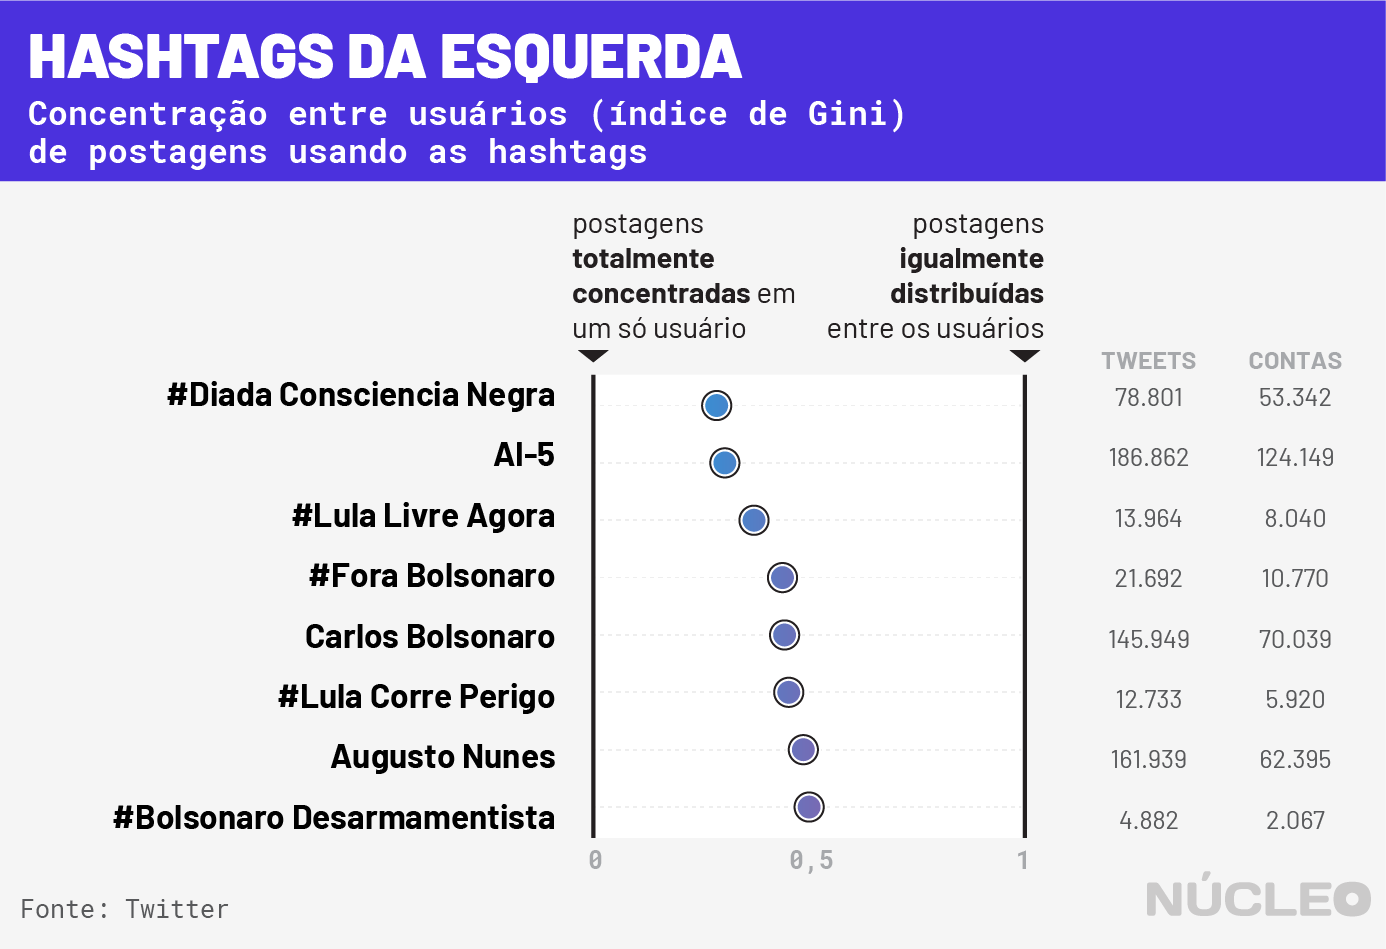 HASHTAGS DA ESQUERDA
Concentração entre usuários (índice de Gini)
de postagens usando as hashtags
postagens
totalmente
concentradas em
um só usuário
postagens
igualmente
distribuídas
entre os usuários
TWEETS CONTAS
#Diada Consciencia Negra 78.801 53.342
AI-5 186.862 124.149
#Lula Livre Agora 13.964 8.040
#Fora Bolsonaro 21.692 10.770
Carlos Bolsonaro 145.949 70.039
#Lula Corre Perigo 12.733 5.920
Augusto Nunes 161.939 62.395
#Bolsonaro Desarmamentista 4.882 2.067
0 0,5 1
Fonte: Twitter
NÚCLEO